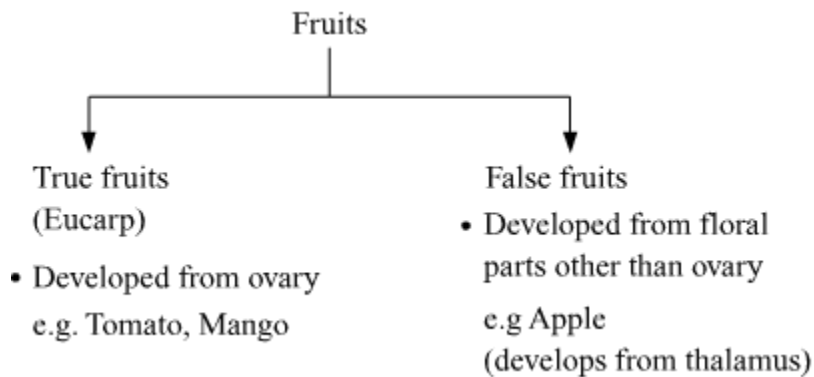 Fruits
True fruits
(Eucarp)
• Developed from ovary
e.g. Tomato, Mango
False fruits
• Developed from floral
parts other than ovary
e.g Apple
(develops from thalamus)